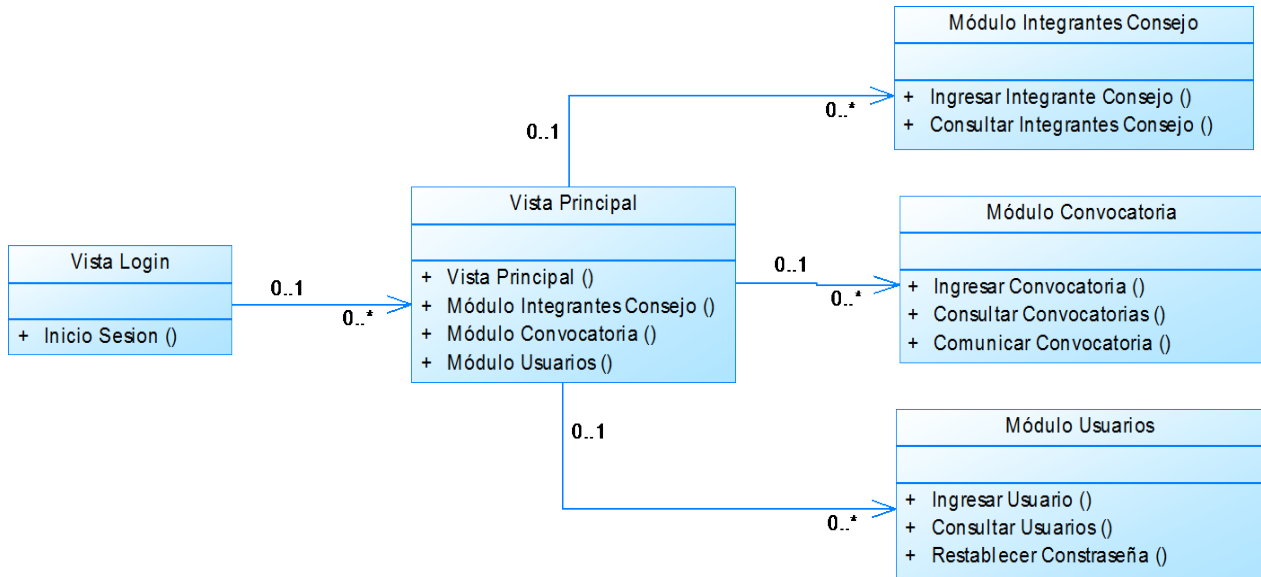 Módulo Integrantes Consejo
+ Ingresar Integrante Consejo ()
+ Consultar Integrantes Consejo ()
0..*
0..1
Vista Principal
+ Vista Principal ()
+ Módulo Integrantes Consejo ()
+ Módulo Convocatoria ()
+ Módulo Usuarios ()
Módulo Convocatoria
+ Ingresar Convocatoria ()
+ Consultar Convocatorias ()
+ Comunicar Convocatoria ()
0..1
0..*
Vista Login
+ Inicio Sesion ()
0..1
0..*
0..1
0..*
Módulo Usuarios
+ Ingresar Usuario ()
+ Consultar Usuarios ()
+ Restablecer Constraseña ()